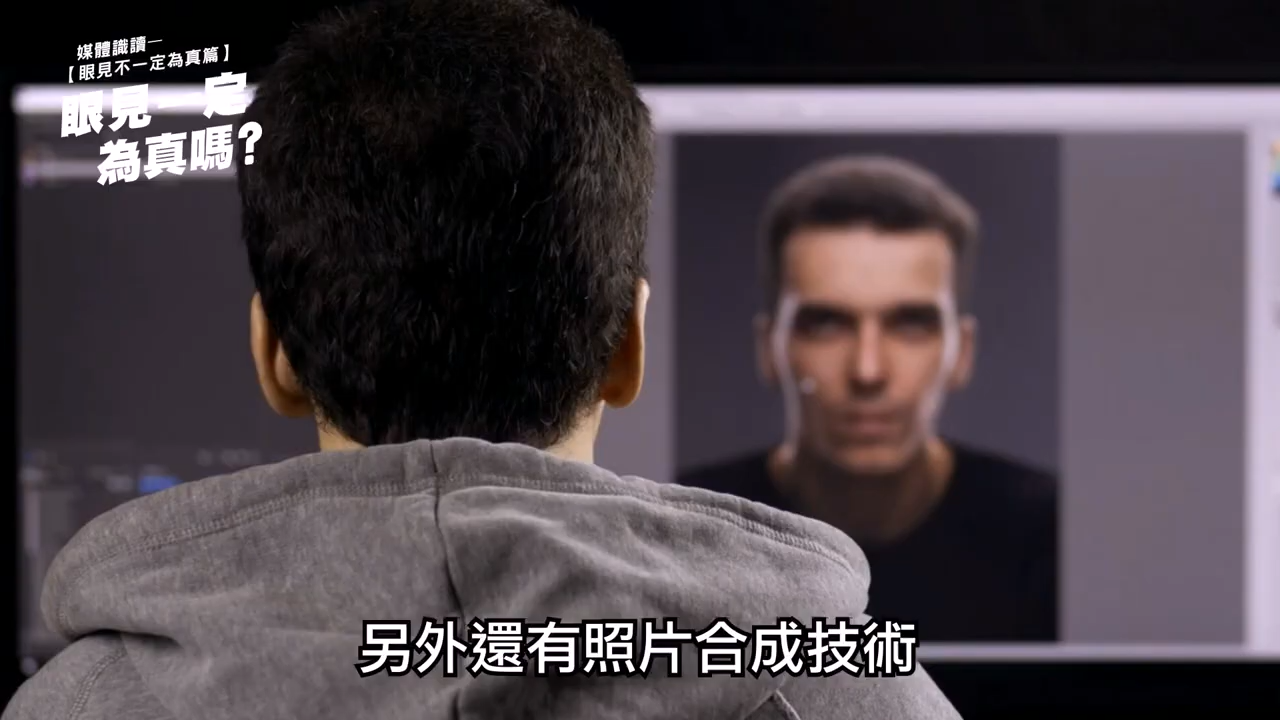 媒體識讀—
【眼見不一定為真篇】
眼見一定
為真嗎?
另外還有照片合成技術